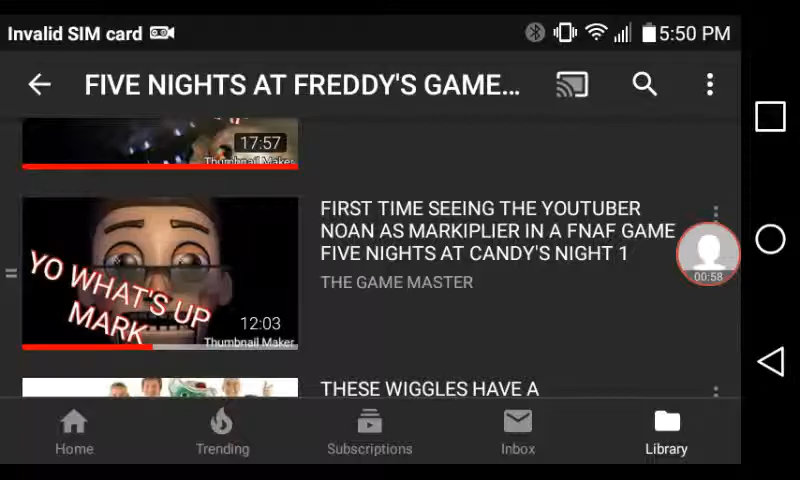 Invalid SIM card
5:50 PM
FIVE NIGHTS AT FREDDY'S GAME...
17:57
Thumbnail Maker
YO WHAT'S UP
MARK
12:03
Thumbnail Maker
FIRST TIME SEEING THE YOUTUBER
NOAN AS MARKIPLIER IN A FNAF GAME
FIVE NIGHTS AT CANDY'S NIGHT 1
THE GAME MASTER
00:58
THESE WIGGLES HAVE A
Home
Trending
Subscriptions
Inbox
Library